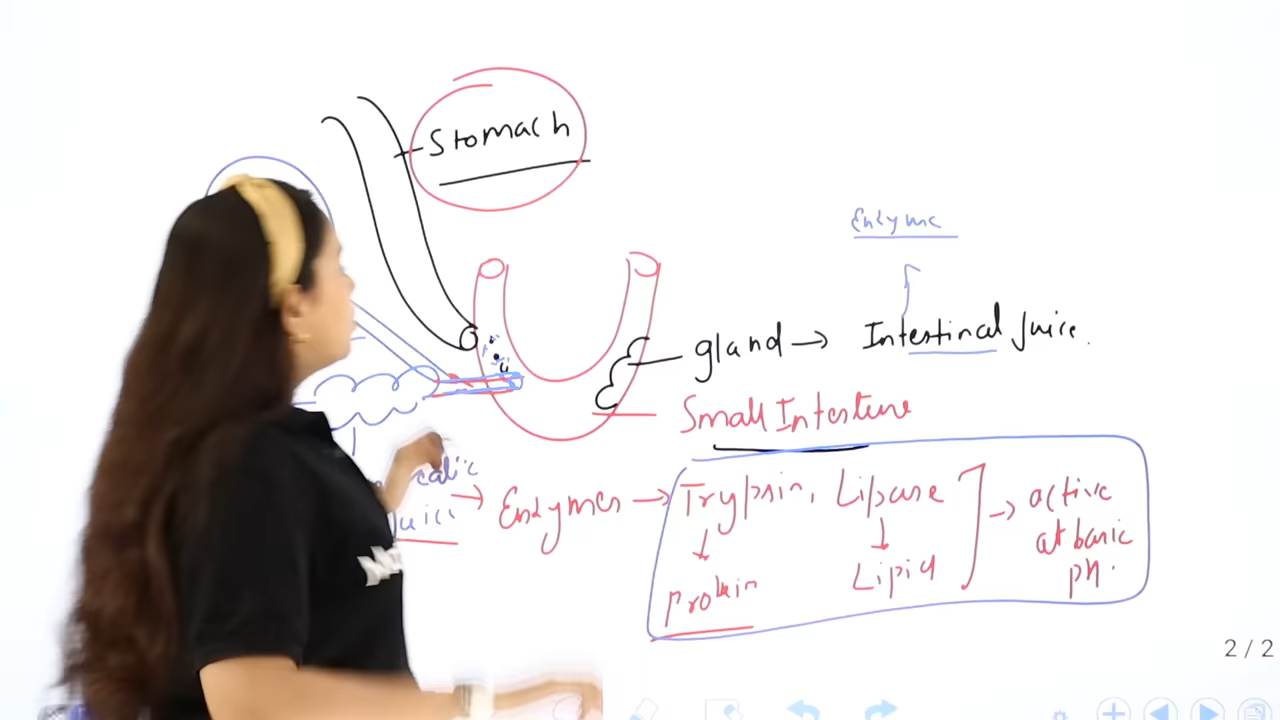 Stomach
Enzyme
gland → Intestinal Juice.
Small Intestine
Enzymes → Trypsin, Lipase → active at basic pH.
↓ ↓
Protein Lipid
2 / 2